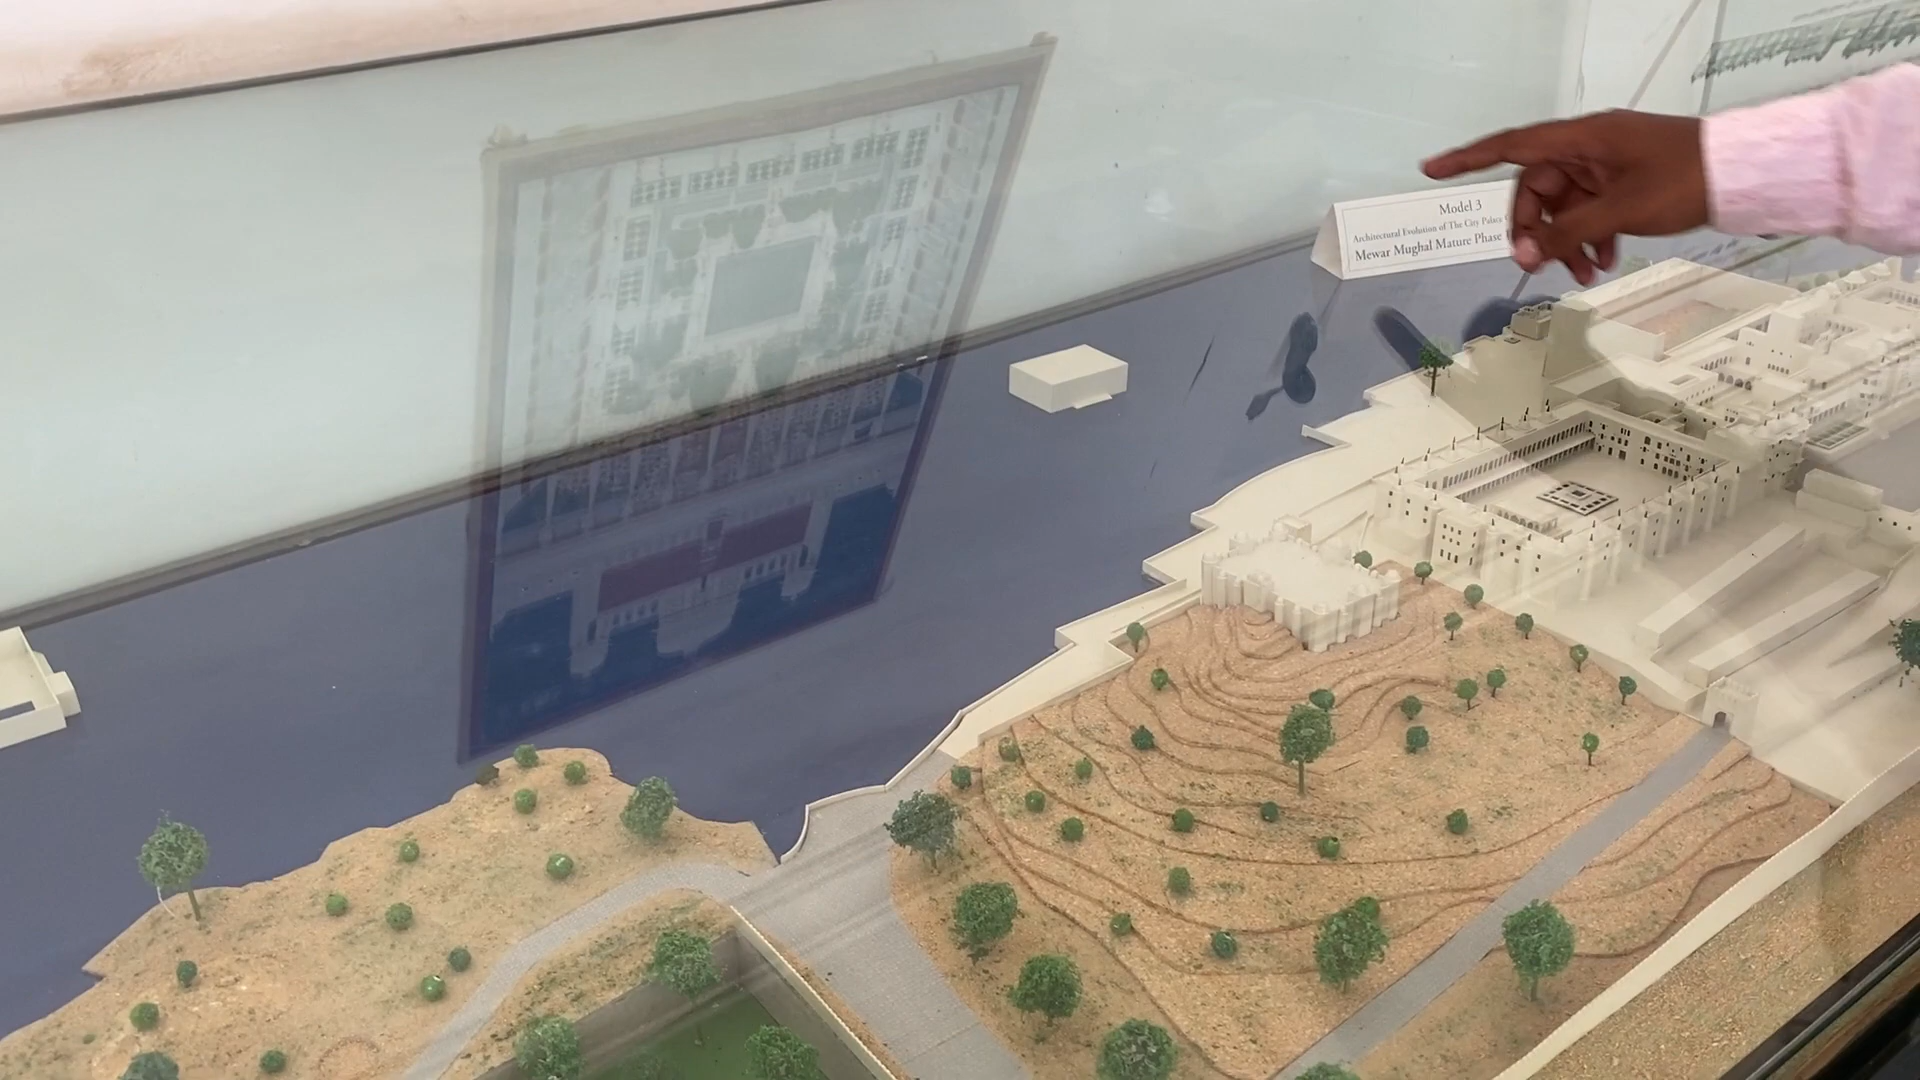 Model 3
Architectural Evolution of The City Palace
Mewar Mughal Mature Phase